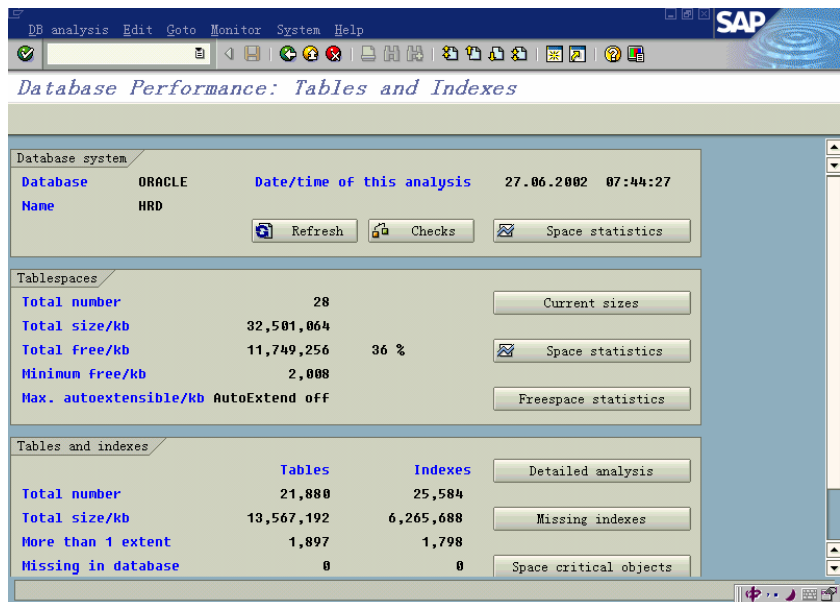 DB analysis Edit Goto Monitor System Help
SAP
Database Performance: Tables and Indexes
Database system
Database ORACLE Date/time of this analysis 27.06.2002 07:44:27
Name HRD
Refresh Checks Space statistics
Tablespaces
Total number 28 Current sizes
Total size/kb 32,501,064
Total free/kb 11,749,256 36 % Space statistics
Minimum free/kb 2,008
Max. autoextensible/kb AutoExtend off Freespace statistics
Tables and indexes
Tables Indexes Detailed analysis
Total number 21,880 25,584
Total size/kb 13,567,192 6,265,688 Missing indexes
More than 1 extent 1,897 1,798
Missing in database 0 0 Space critical objects
中